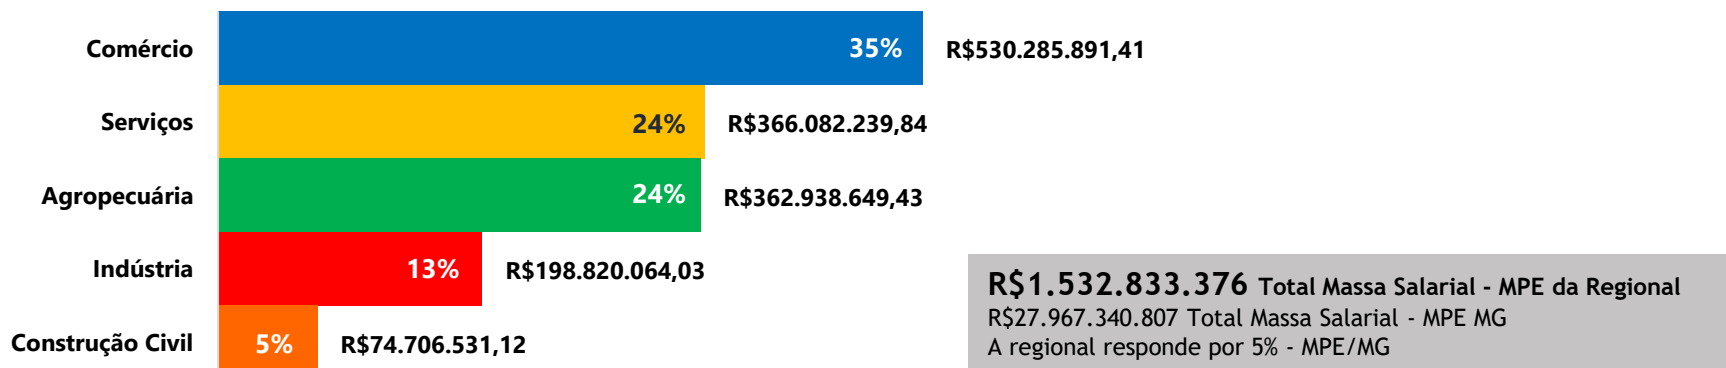 Comércio 35% R$530.285.891,41
Serviços 24% R$366.082.239,84
Agropecuária 24% R$362.938.649,43
Indústria 13% R$198.820.064,03
Construção Civil 5% R$74.706.531,12
R$1.532.833.376 Total Massa Salarial - MPE da Regional
R$27.967.340.807 Total Massa Salarial - MPE MG
A regional responde por 5% - MPE/MG